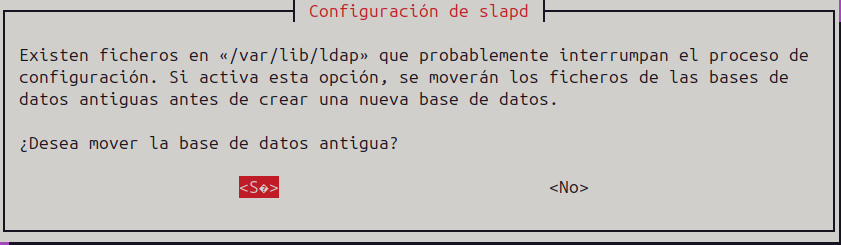 Configuración de slapd
Existen ficheros en «/var/lib/ldap» que probablemente interrumpan el proceso de
configuración. Si activa esta opción, se moverán los ficheros de las bases de
datos antiguas antes de crear una nueva base de datos.
¿Desea mover la base de datos antigua?
<S�> <No>